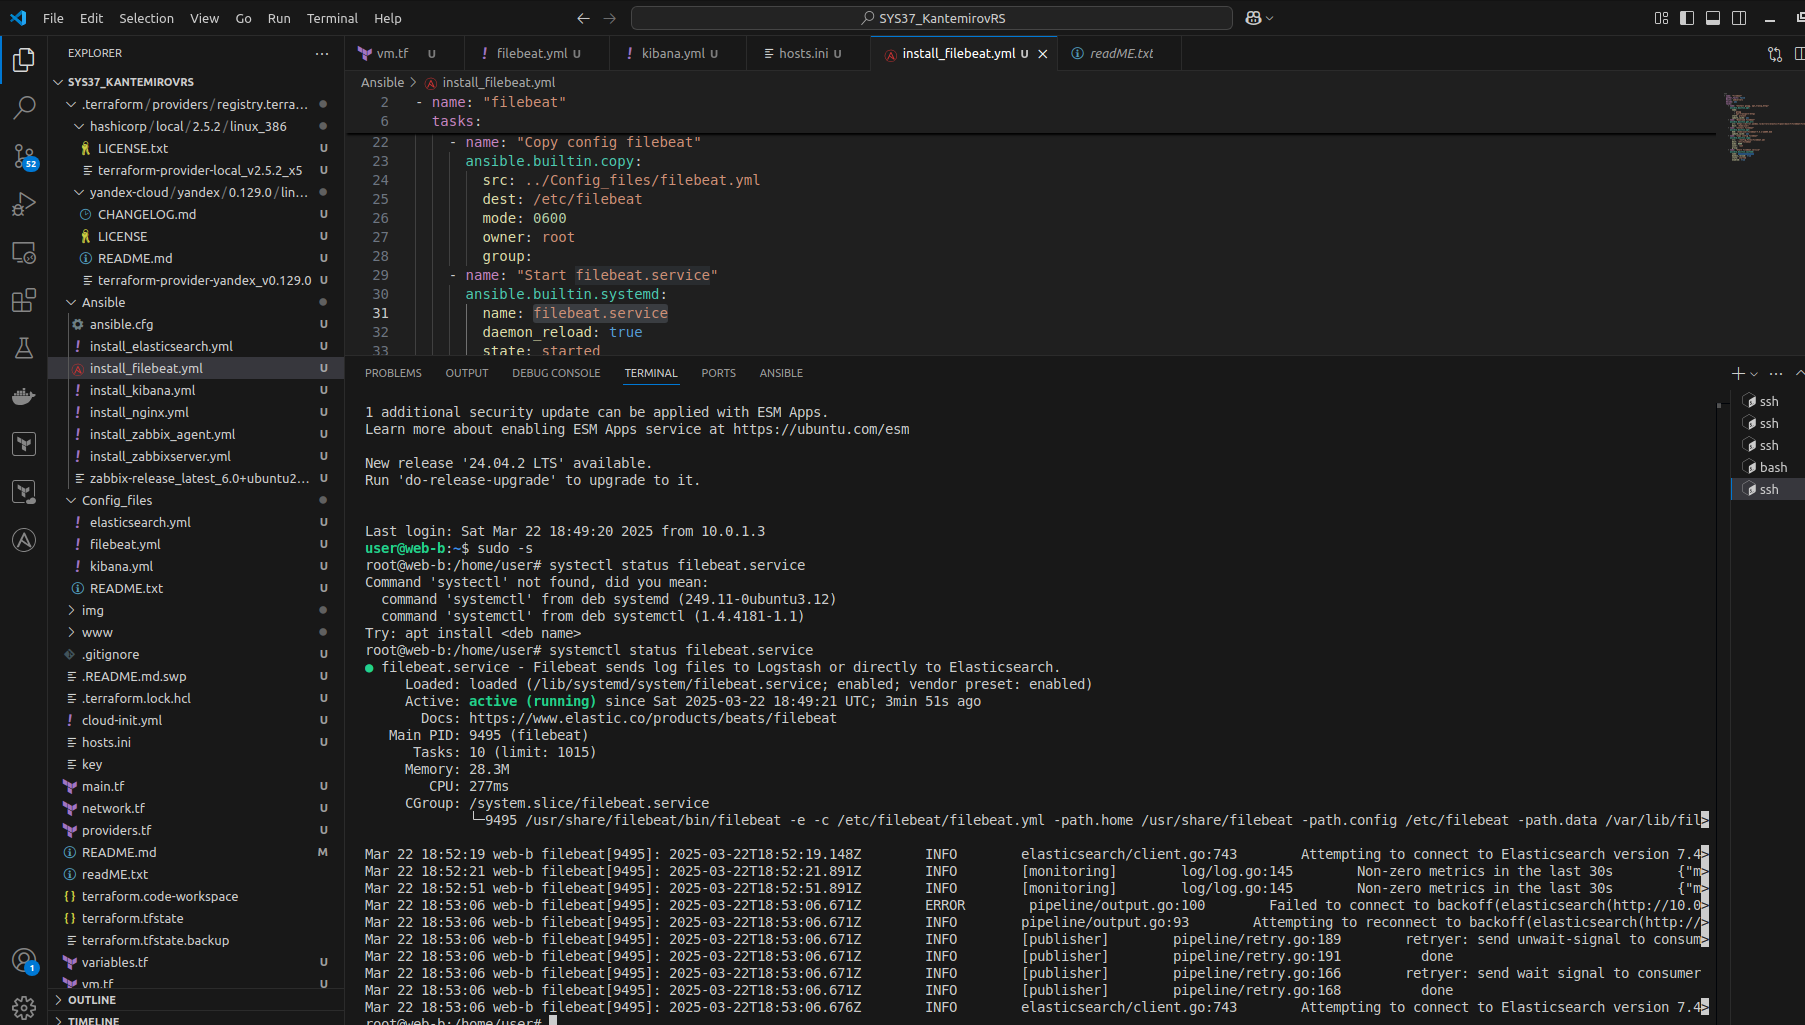 File Edit Selection View Go Run Terminal Help
SYS37_KantemirovRS
EXPLORER
SYS37_KANTEMIROVRS
.terraform/providers/registry.terra...
hashicorp/local/2.5.2/linux_386
LICENSE.txt U
terraform-provider-local_v2.5.2_x5 U
yandex-cloud/yandex/0.129.0/lin...
CHANGELOG.md U
LICENSE U
README.md U
terraform-provider-yandex_v0.129.0 U
Ansible
ansible.cfg U
install_elasticsearch.yml U
install_filebeat.yml U
install_kibana.yml U
install_nginx.yml U
install_zabbix_agent.yml U
install_zabbixserver.yml U
zabbix-release_latest_6.0+ubuntu2... U
Config_files
elasticsearch.yml U
filebeat.yml U
kibana.yml U
README.txt U
img
www
.gitignore U
.README.md.swp U
.terraform.lock.hcl U
cloud-init.yml U
hosts.ini U
key
main.tf U
network.tf U
providers.tf U
README.md M
readME.txt U
terraform.code-workspace
terraform.tfstate
terraform.tfstate.backup
variables.tf U
vm.tf U
OUTLINE
TIMELINE
52
1
vm.tf U
filebeat.yml U
kibana.yml U
hosts.ini U
install_filebeat.yml U
readME.txt
Ansible > install_filebeat.yml
2 - name: "filebeat"
6 tasks:
22 - name: "Copy config filebeat"
23 ansible.builtin.copy:
24 src: ../Config_files/filebeat.yml
25 dest: /etc/filebeat
26 mode: 0600
27 owner: root
28 group:
29 - name: "Start filebeat.service"
30 ansible.builtin.systemd:
31 name: filebeat.service
32 daemon_reload: true
33 state: started
PROBLEMS OUTPUT DEBUG CONSOLE TERMINAL PORTS ANSIBLE
ssh
ssh
ssh
bash
ssh
1 additional security update can be applied with ESM Apps.
Learn more about enabling ESM Apps service at https://ubuntu.com/esm
New release '24.04.2 LTS' available.
Run 'do-release-upgrade' to upgrade to it.
Last login: Sat Mar 22 18:49:20 2025 from 10.0.1.3
user@web-b:~$ sudo -s
root@web-b:/home/user# systectl status filebeat.service
Command 'systectl' not found, did you mean:
command 'systemctl' from deb systemd (249.11-0ubuntu3.12)
command 'systemctl' from deb systemctl (1.4.4181-1.1)
Try: apt install <deb name>
root@web-b:/home/user# systemctl status filebeat.service
● filebeat.service - Filebeat sends log files to Logstash or directly to Elasticsearch.
Loaded: loaded (/lib/systemd/system/filebeat.service; enabled; vendor preset: enabled)
Active: active (running) since Sat 2025-03-22 18:49:21 UTC; 3min 51s ago
Docs: https://www.elastic.co/products/beats/filebeat
Main PID: 9495 (filebeat)
Tasks: 10 (limit: 1015)
Memory: 28.3M
CPU: 277ms
CGroup: /system.slice/filebeat.service
└─9495 /usr/share/filebeat/bin/filebeat -e -c /etc/filebeat/filebeat.yml -path.home /usr/share/filebeat -path.config /etc/filebeat -path.data /var/lib/fil>
Mar 22 18:52:19 web-b filebeat[9495]: 2025-03-22T18:52:19.148Z INFO elasticsearch/client.go:743 Attempting to connect to Elasticsearch version 7.4>
Mar 22 18:52:21 web-b filebeat[9495]: 2025-03-22T18:52:21.891Z INFO [monitoring] log/log.go:145 Non-zero metrics in the last 30s {"m>
Mar 22 18:52:51 web-b filebeat[9495]: 2025-03-22T18:52:51.891Z INFO [monitoring] log/log.go:145 Non-zero metrics in the last 30s {"m>
Mar 22 18:53:06 web-b filebeat[9495]: 2025-03-22T18:53:06.671Z ERROR pipeline/output.go:100 Failed to connect to backoff(elasticsearch(http://10.0>
Mar 22 18:53:06 web-b filebeat[9495]: 2025-03-22T18:53:06.671Z INFO pipeline/output.go:93 Attempting to reconnect to backoff(elasticsearch(http://>
Mar 22 18:53:06 web-b filebeat[9495]: 2025-03-22T18:53:06.671Z INFO [publisher] pipeline/retry.go:189 retryer: send unwait-signal to consum>
Mar 22 18:53:06 web-b filebeat[9495]: 2025-03-22T18:53:06.671Z INFO [publisher] pipeline/retry.go:191 done
Mar 22 18:53:06 web-b filebeat[9495]: 2025-03-22T18:53:06.671Z INFO [publisher] pipeline/retry.go:166 retryer: send wait signal to consumer
Mar 22 18:53:06 web-b filebeat[9495]: 2025-03-22T18:53:06.671Z INFO [publisher] pipeline/retry.go:168 done
Mar 22 18:53:06 web-b filebeat[9495]: 2025-03-22T18:53:06.676Z INFO elasticsearch/client.go:743 Attempting to connect to Elasticsearch version 7.4>
root@web-b:/home/user#